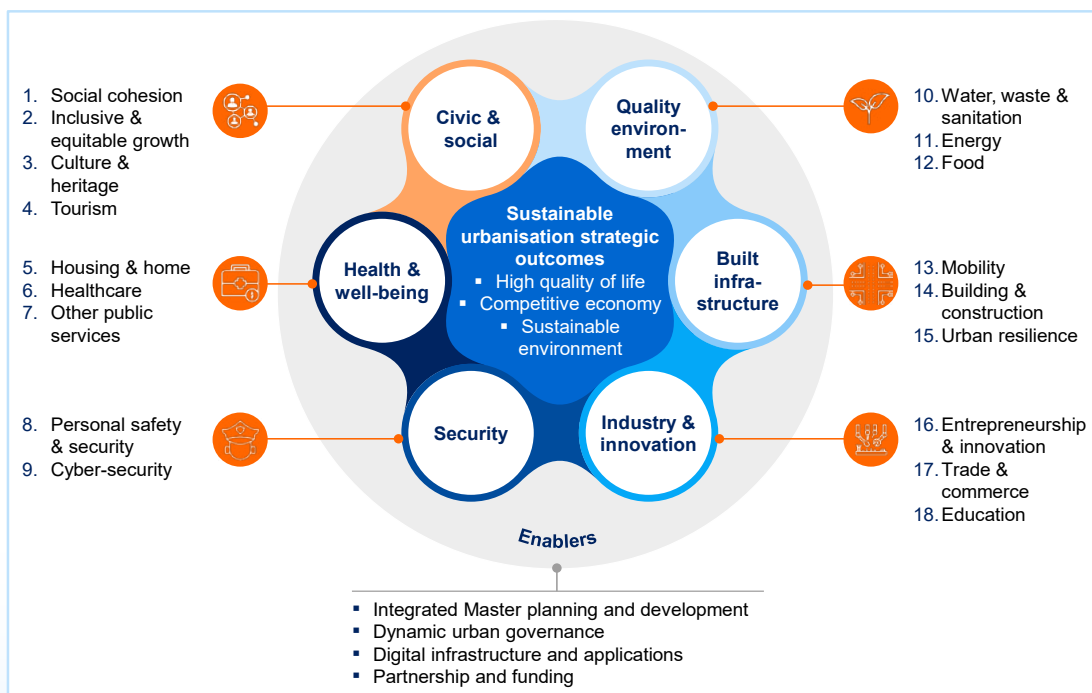 1. Social cohesion
2. Inclusive &
equitable growth
3. Culture &
heritage
4. Tourism
5. Housing & home
6. Healthcare
7. Other public
services
8. Personal safety
& security
9. Cyber-security
Civic &
social
Quality
environ-
ment
Health &
well-being
Sustainable
urbanisation strategic
outcomes
▪ High quality of life
▪ Competitive economy
▪ Sustainable
environment
Built
infra-
structure
Security
Industry &
innovation
10. Water, waste &
sanitation
11. Energy
12. Food
13. Mobility
14. Building &
construction
15. Urban resilience
16. Entrepreneurship
& innovation
17. Trade &
commerce
18. Education
Enablers
▪ Integrated Master planning and development
▪ Dynamic urban governance
▪ Digital infrastructure and applications
▪ Partnership and funding